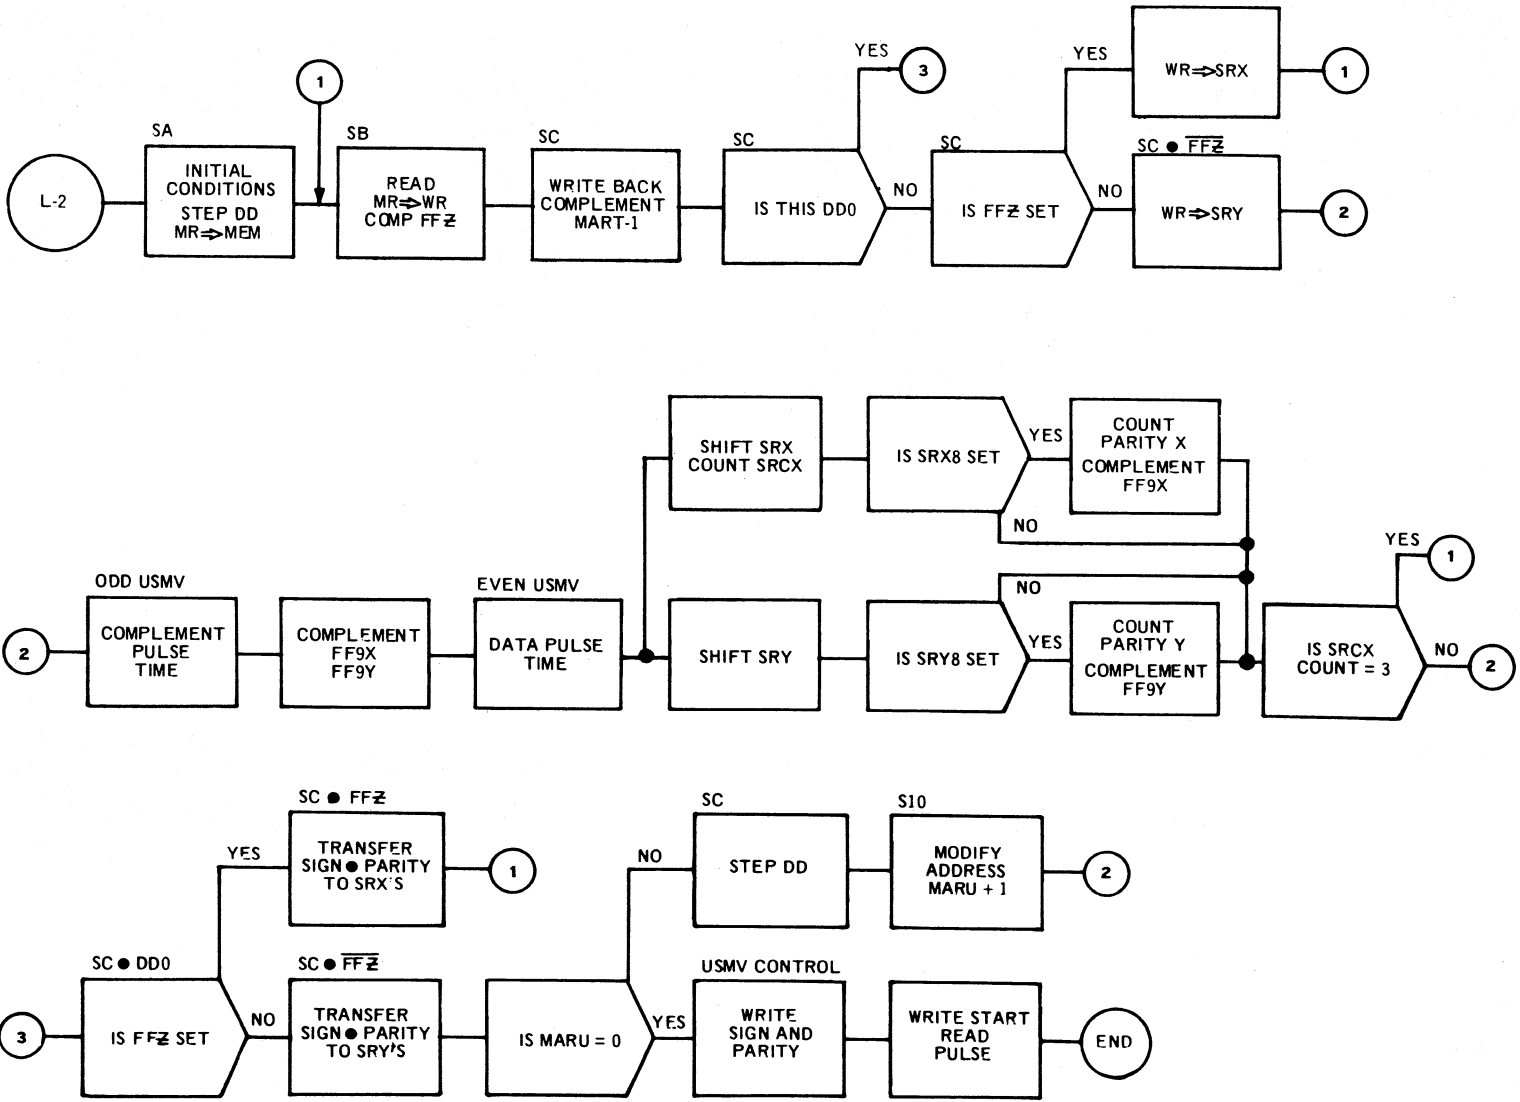 L-2
SA
INITIAL
CONDITIONS
STEP DD
MR⇒MEM
1
SB
READ
MR⇒WR
COMP FFƵ
SC
WRITE BACK
COMPLEMENT
MART-1
SC
IS THIS DD0
YES
3
NO
SC
IS FFƵ SET
YES
WR⇒SRX
1
NO
SC ● F̅F̅Ƶ̅
WR⇒SRY
2
2
ODD USMV
COMPLEMENT
PULSE
TIME
COMPLEMENT
FF9X
FF9Y
EVEN USMV
DATA PULSE
TIME
SHIFT SRX
COUNT SRCX
IS SRX8 SET
YES
NO
COUNT
PARITY X
COMPLEMENT
FF9X
SHIFT SRY
IS SRY8 SET
NO
YES
COUNT
PARITY Y
COMPLEMENT
FF9Y
IS SRCX
COUNT = 3
YES
1
NO
2
3
SC ● DD0
IS FFƵ SET
YES
SC ● FFƵ
TRANSFER
SIGN ● PARITY
TO SRX'S
1
NO
SC ● F̅F̅Ƶ̅
TRANSFER
SIGN ● PARITY
TO SRY'S
IS MARU = 0
NO
SC
STEP DD
S10
MODIFY
ADDRESS
MARU + 1
2
YES
USMV CONTROL
WRITE
SIGN AND
PARITY
WRITE START
READ
PULSE
END